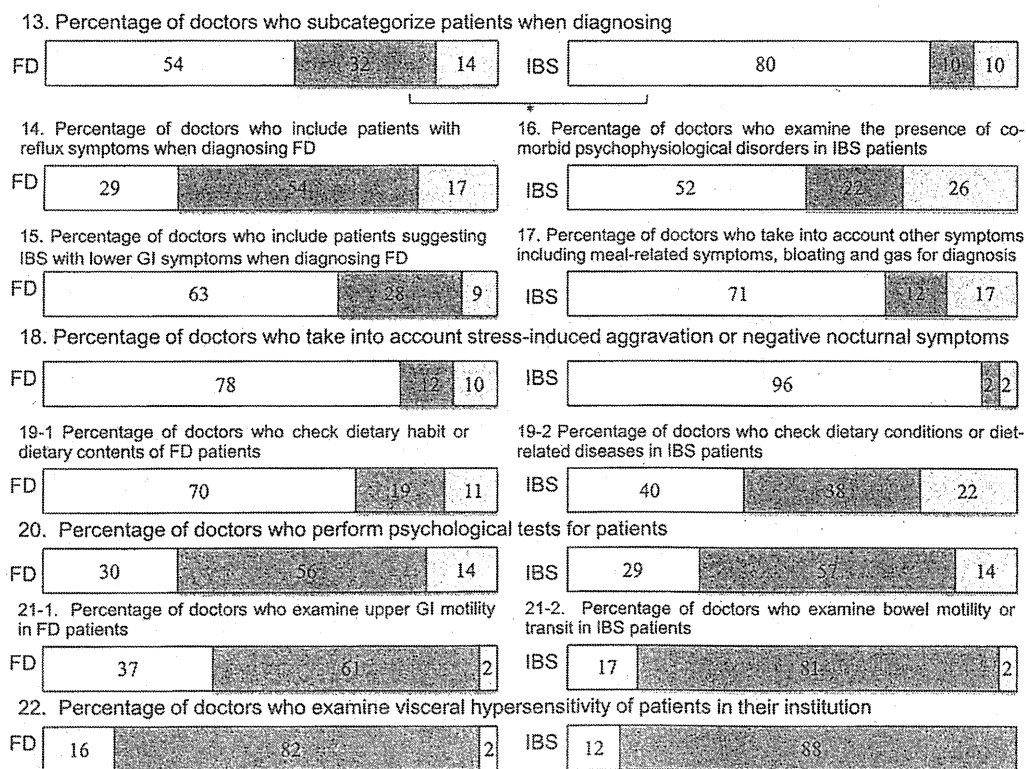 13. Percentage of doctors who subcategorize patients when diagnosing
FD 54 32 14
IBS 80 10 10
*
14. Percentage of doctors who include patients with
reflux symptoms when diagnosing FD
FD 29 54 17
16. Percentage of doctors who examine the presence of co-
morbid psychophysiological disorders in IBS patients
IBS 52 22 26
15. Percentage of doctors who include patients suggesting
IBS with lower GI symptoms when diagnosing FD
FD 63 28 9
17. Percentage of doctors who take into account other symptoms
including meal-related symptoms, bloating and gas for diagnosis
IBS 71 12 17
18. Percentage of doctors who take into account stress-induced aggravation or negative nocturnal symptoms
FD 78 12 10
IBS 96 2 2
19-1 Percentage of doctors who check dietary habit or
dietary contents of FD patients
FD 70 19 11
19-2 Percentage of doctors who check dietary conditions or diet-
related diseases in IBS patients
IBS 40 38 22
20. Percentage of doctors who perform psychological tests for patients
FD 30 56 14
IBS 29 57 14
21-1. Percentage of doctors who examine upper GI motility
in FD patients
FD 37 61 2
21-2. Percentage of doctors who examine bowel motility or
transit in IBS patients
IBS 17 81 2
22. Percentage of doctors who examine visceral hypersensitivity of patients in their institution
FD 16 82 2
IBS 12 88